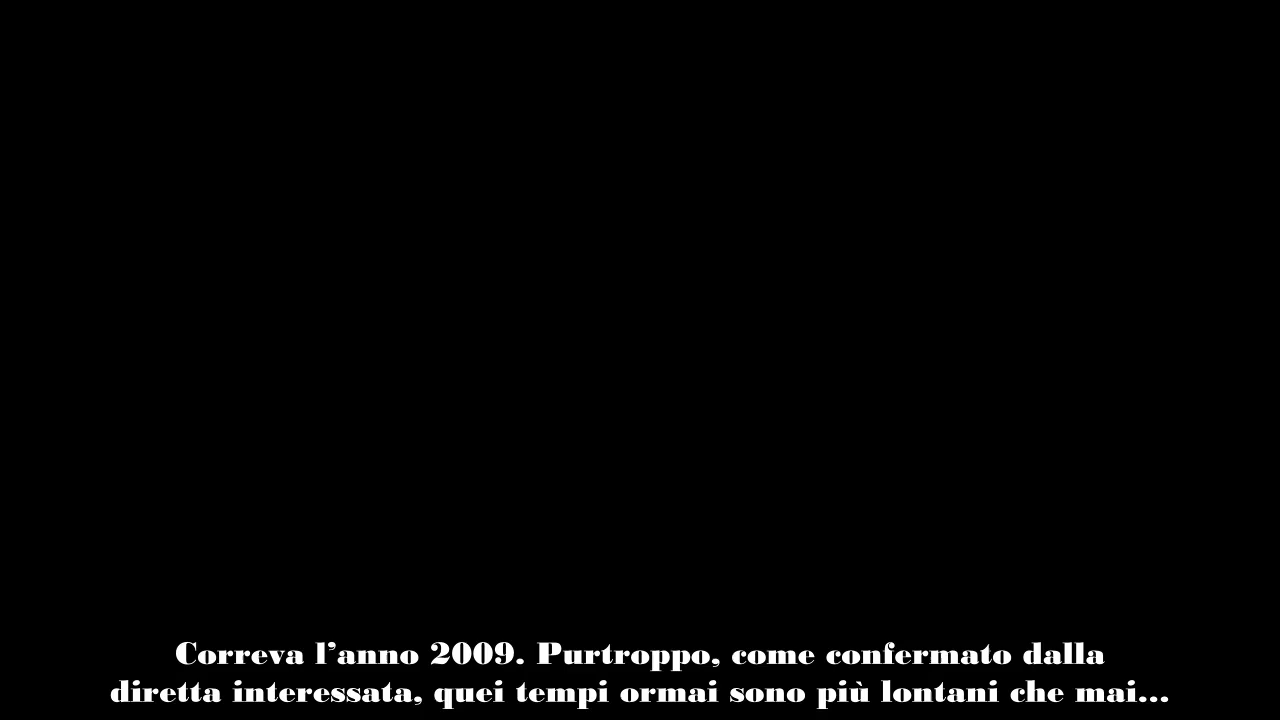 Correva l’anno 2009. Purtroppo, come confermato dalla
diretta interessata, quei tempi ormai sono più lontani che mai...